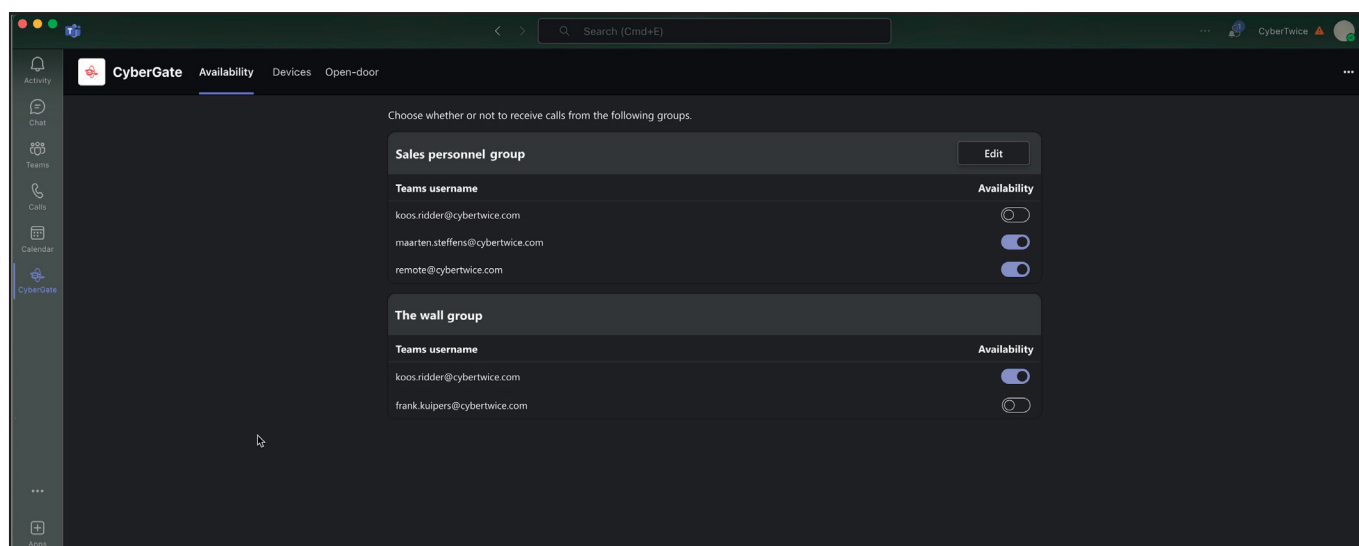 Search (Cmd+E)
CyberTwice
Activity
Chat
Teams
Calls
Calendar
CyberGate
Apps
CyberGate Availability Devices Open-door
Choose whether or not to receive calls from the following groups.
Sales personnel group Edit
Teams username Availability
koos.ridder@cybertwice.com
maarten.steffens@cybertwice.com
remote@cybertwice.com
The wall group
Teams username Availability
koos.ridder@cybertwice.com
frank.kuipers@cybertwice.com